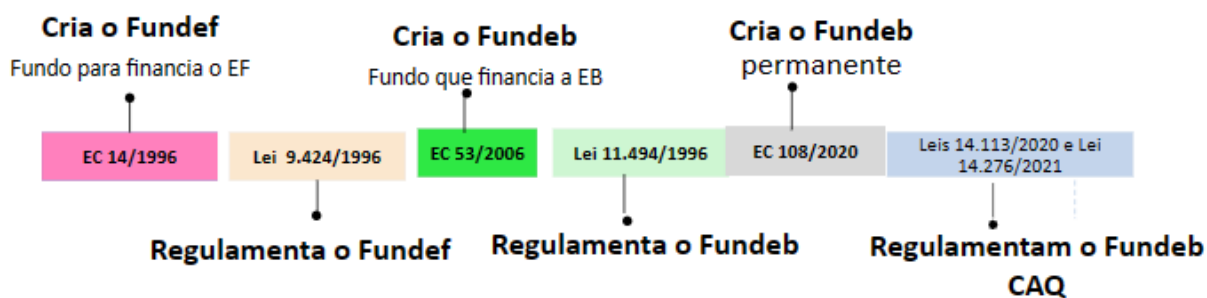 Cria o Fundef
Fundo para financia o EF
Cria o Fundeb
Fundo que financia a EB
Cria o Fundeb
permanente
EC 14/1996
Lei 9.424/1996
EC 53/2006
Lei 11.494/1996
EC 108/2020
Leis 14.113/2020 e Lei
14.276/2021
Regulamenta o Fundef
Regulamenta o Fundeb
Regulamentam o Fundeb
CAQ